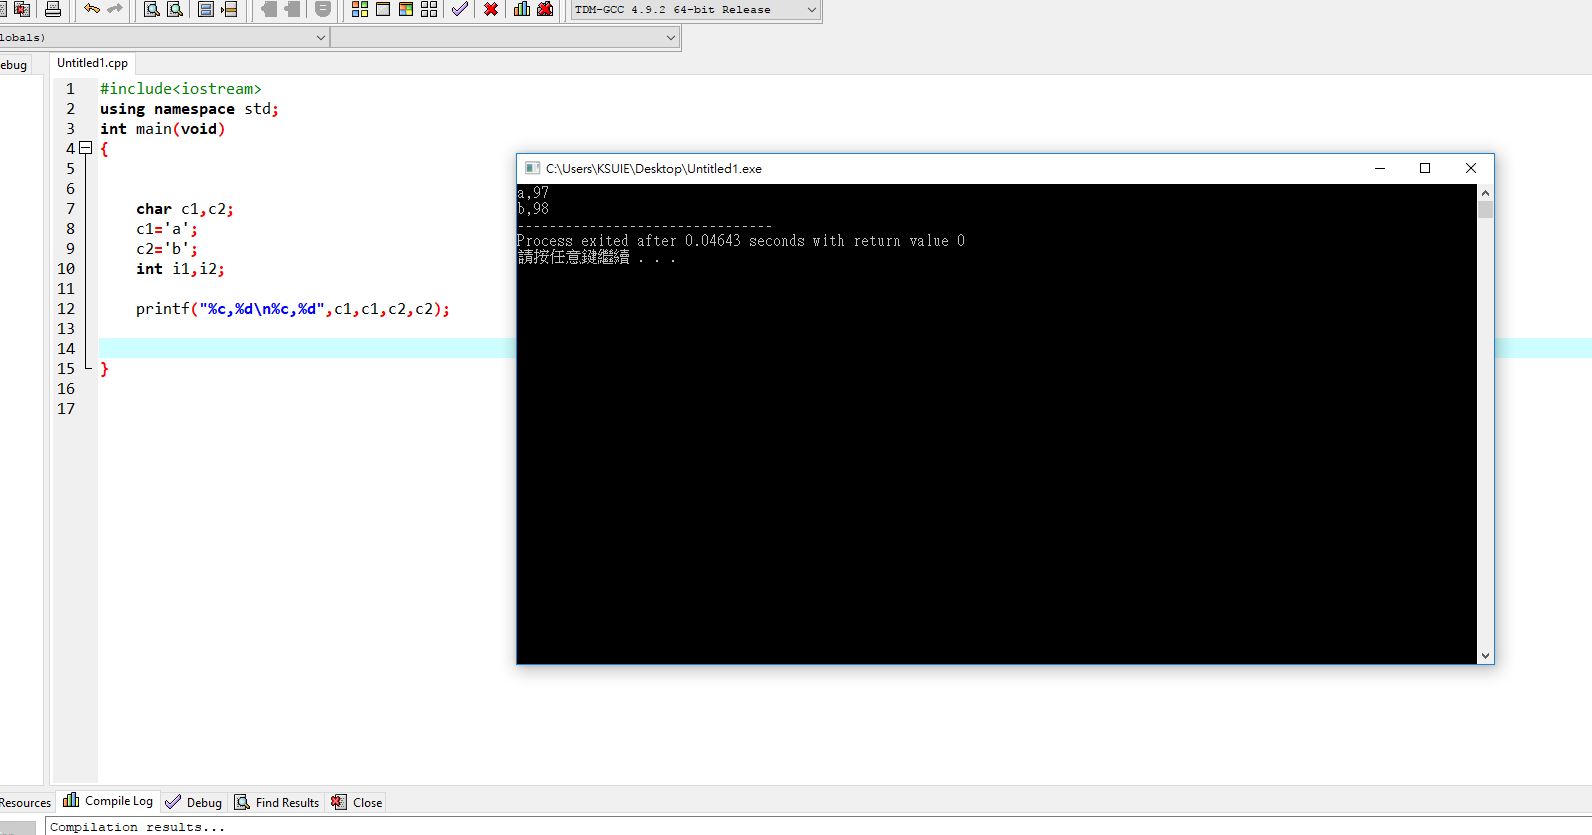 TDM-GCC 4.9.2 64-bit Release
lobals)
ebug
Untitled1.cpp
1 #include<iostream>
2 using namespace std;
3 int main(void)
4 {
5
6
7 char c1,c2;
8 c1='a';
9 c2='b';
10 int i1,i2;
11
12 printf("%c,%d\n%c,%d",c1,c1,c2,c2);
13
14
15 }
16
17
C:\Users\KSUIE\Desktop\Untitled1.exe
a,97
b,98
--------------------------------
Process exited after 0.04643 seconds with return value 0
請按任意鍵繼續 . . .
Resources Compile Log Debug Find Results Close
Compilation results...